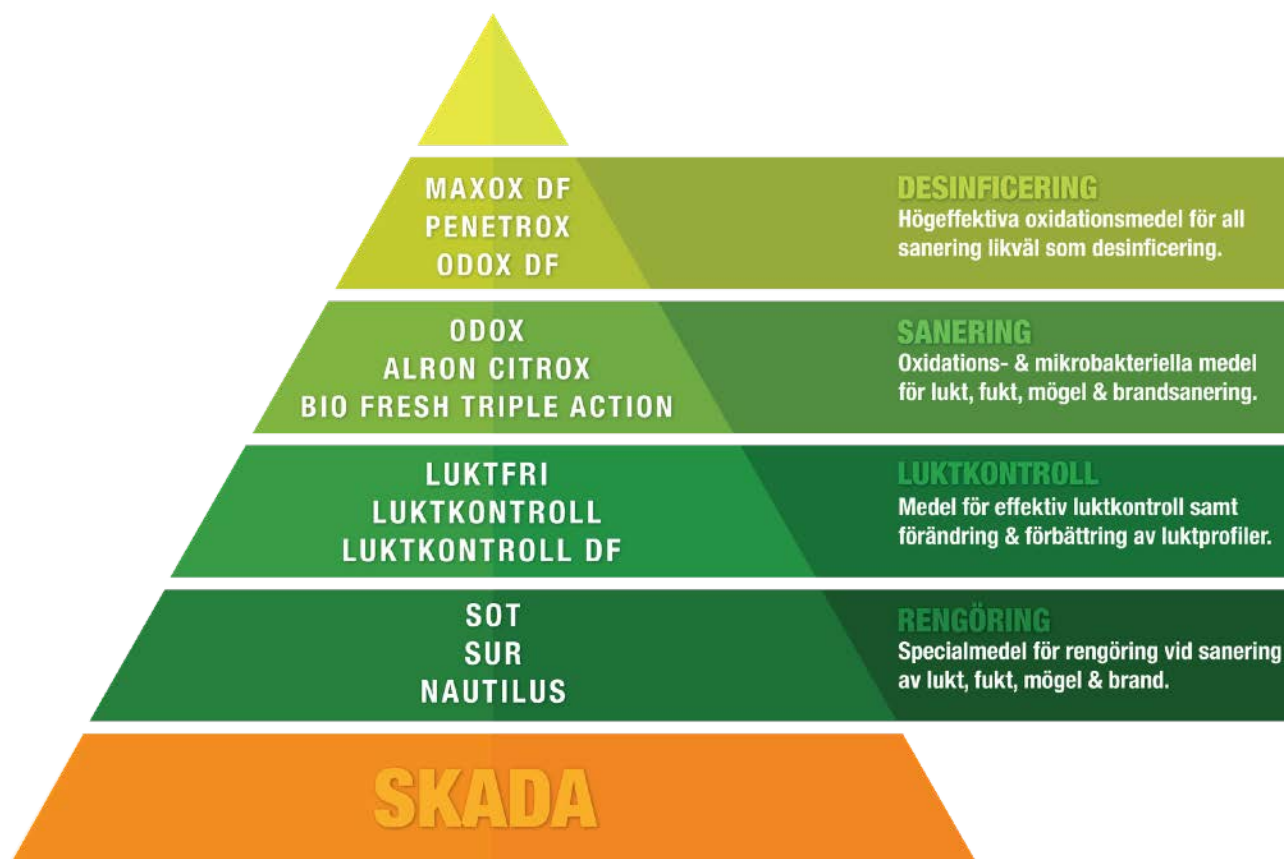 MAXOX DF
PENETROX
ODOX DF
DESINFICERING
Högeffektiva oxidationsmedel för all
sanering likväl som desinficering.
ODOX
ALRON CITROX
BIO FRESH TRIPLE ACTION
SANERING
Oxidations- & mikrobakteriella medel
för lukt, fukt, mögel & brandsanering.
LUKTFRI
LUKTKONTROLL
LUKTKONTROLL DF
LUKTKONTROLL
Medel för effektiv luktkontroll samt
förändring & förbättring av luktprofiler.
SOT
SUR
NAUTILUS
RENGÖRING
Specialmedel för rengöring vid sanering
av lukt, fukt, mögel & brand.
SKADA